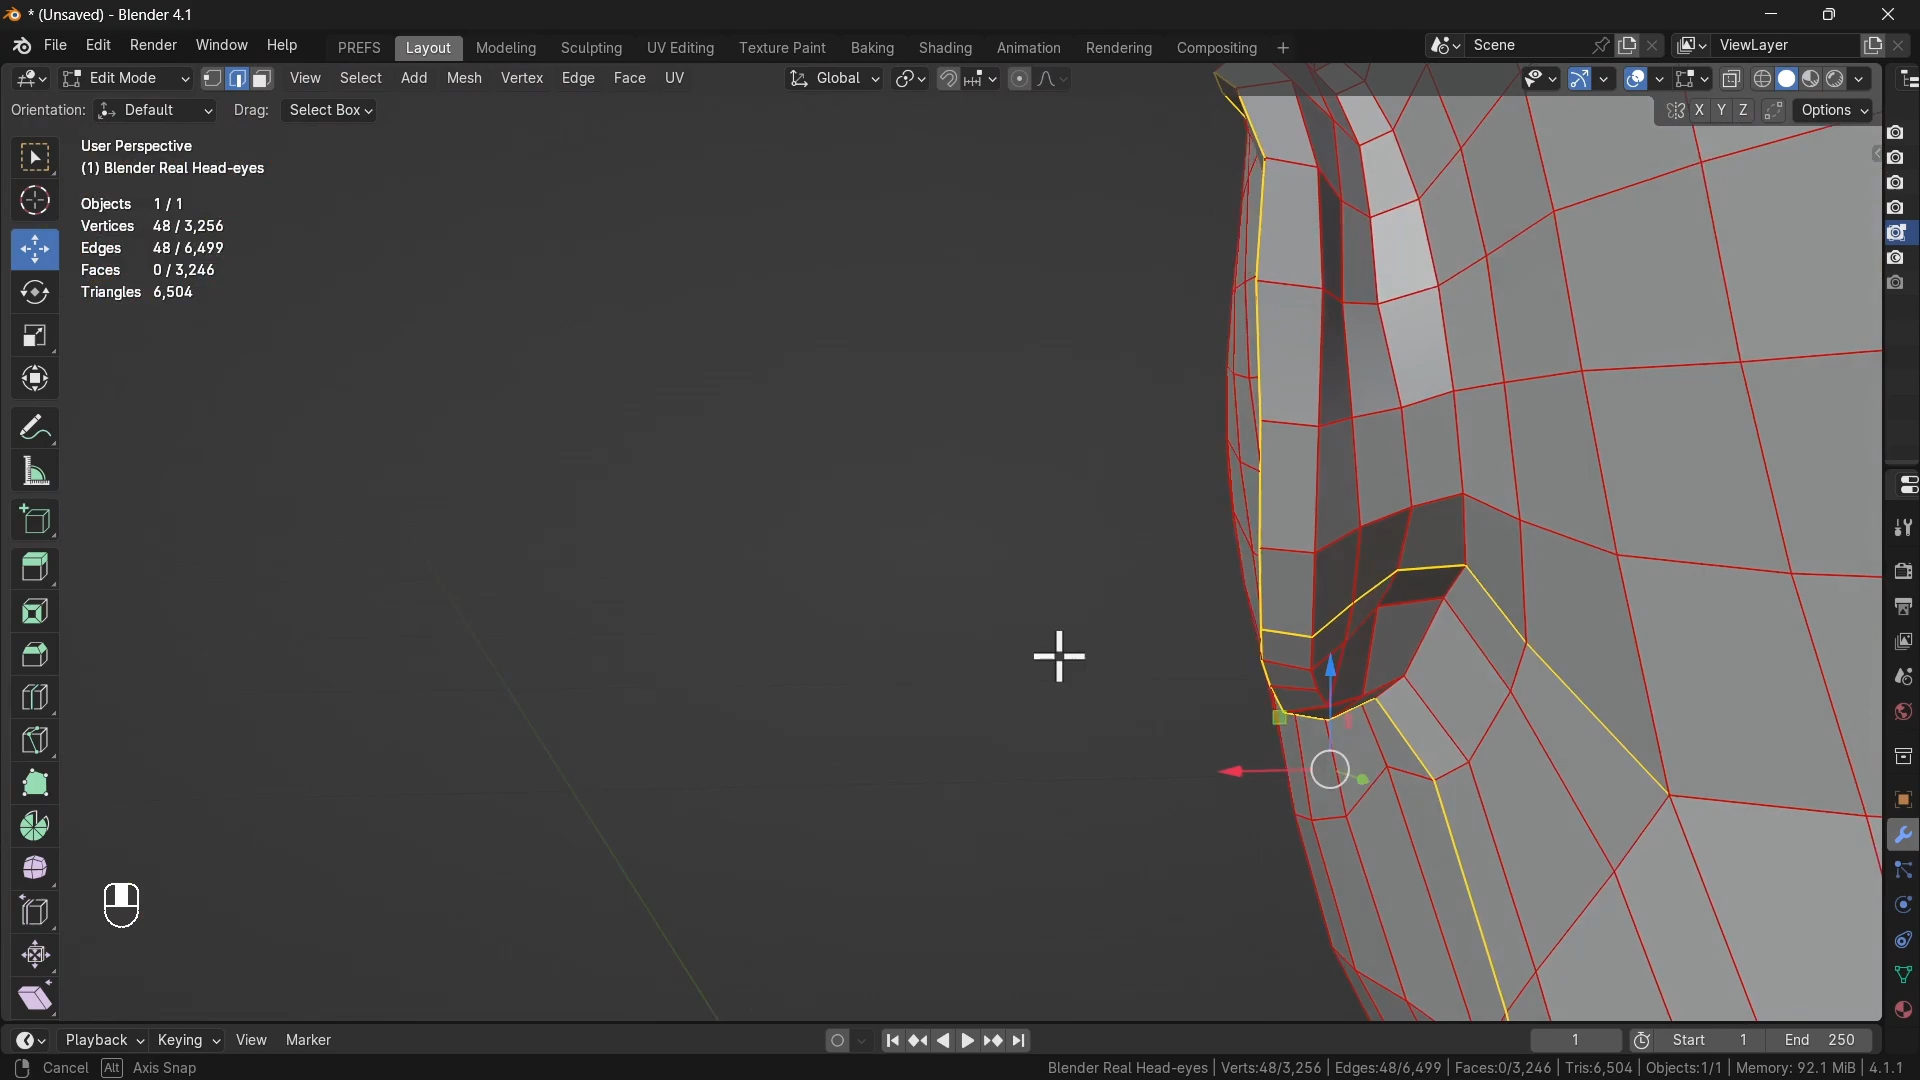 * (Unsaved) - Blender 4.1
File Edit Render Window Help PREFS Layout Modeling Sculpting UV Editing Texture Paint Baking Shading Animation Rendering Compositing + Scene ViewLayer
Edit Mode View Select Add Mesh Vertex Edge Face UV Global
Orientation: Default Drag: Select Box X Y Z Options
User Perspective
(1) Blender Real Head-eyes
Objects 1 / 1
Vertices 48 / 3,256
Edges 48 / 6,499
Faces 0 / 3,246
Triangles 6,504
Playback Keying View Marker 1 Start 1 End 250
Cancel Alt Axis Snap Blender Real Head-eyes | Verts:48/3,256 | Edges:48/6,499 | Faces:0/3,246 | Tris:6,504 | Objects:1/1 | Memory: 92.1 MiB | 4.1.1